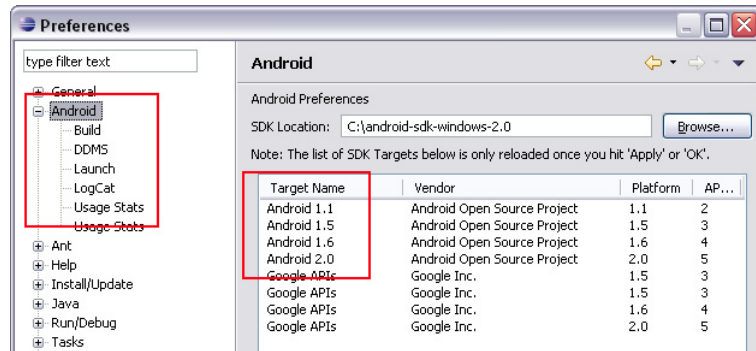 Preferences
type filter text
General
Android
Build
DDMS
Launch
LogCat
Usage Stats
Usage Stats
Ant
Help
Install/Update
Java
Run/Debug
Tasks
Android
Android Preferences
SDK Location: C:\android-sdk-windows-2.0 Browse...
Note: The list of SDK Targets below is only reloaded once you hit 'Apply' or 'OK'.
Target Name Vendor Platform AP...
Android 1.1 Android Open Source Project 1.1 2
Android 1.5 Android Open Source Project 1.5 3
Android 1.6 Android Open Source Project 1.6 4
Android 2.0 Android Open Source Project 2.0 5
Google APIs Google Inc. 1.5 3
Google APIs Google Inc. 1.5 3
Google APIs Google Inc. 1.6 4
Google APIs Google Inc. 2.0 5